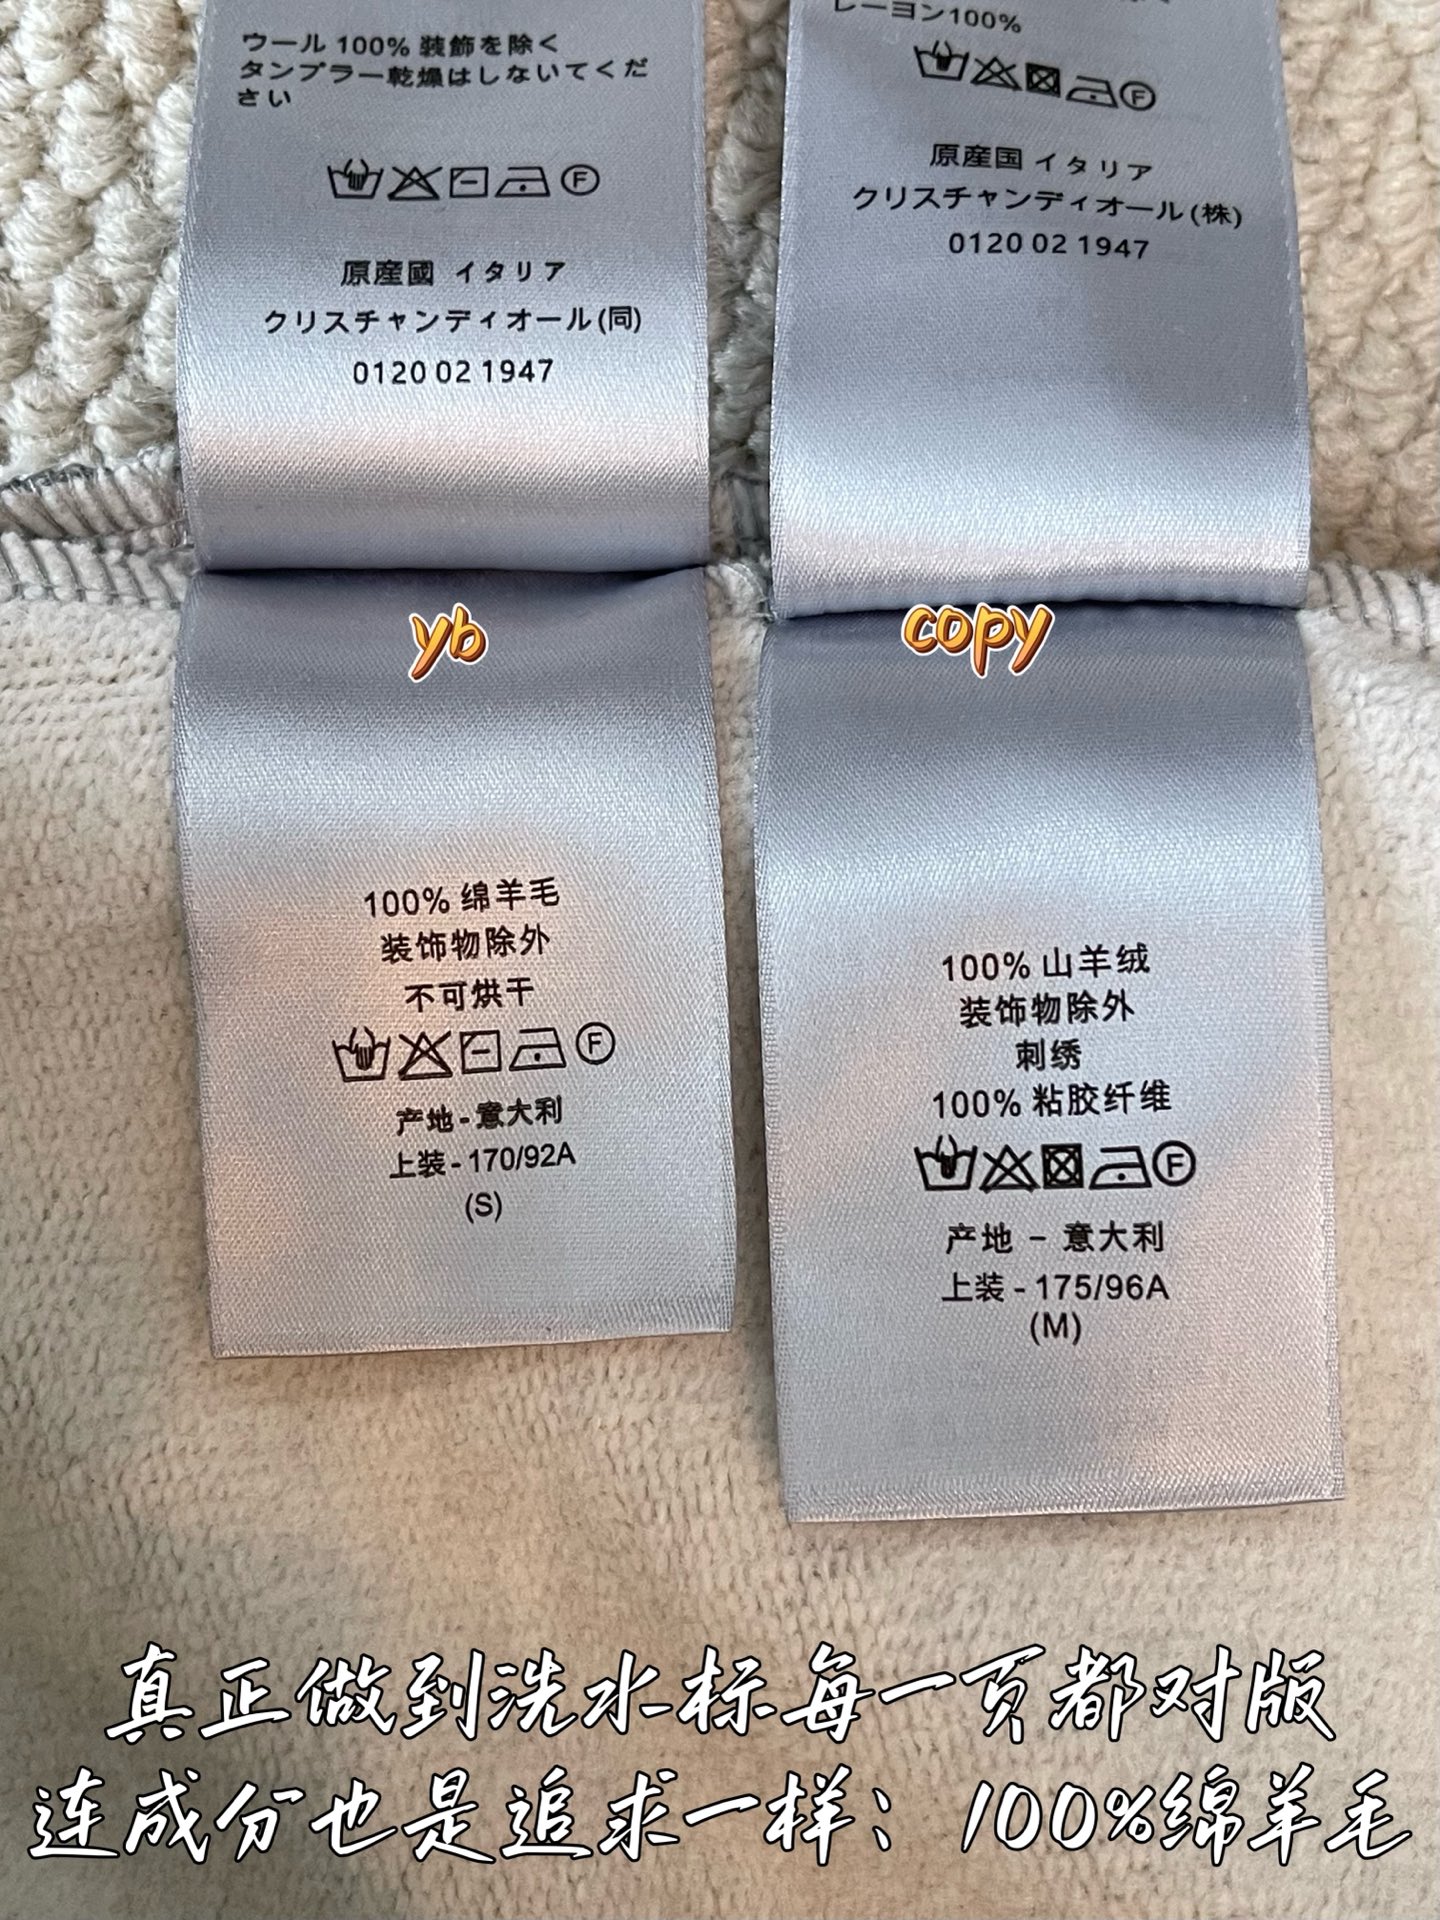 ウール 100% 装飾を除く
タンブラー乾燥はしないてくだ
さい
F
原産國 イタリア
クリスチャンディオール(同)
0120 02 1947
レーヨン100%
F
原産国 イタリア
クリスチャンディオール(株)
0120 02 1947
yb
copy
100% 绵羊毛
装饰物除外
不可烘干
F
产地 - 意大利
上装 - 170/92A
(S)
100% 山羊绒
装饰物除外
刺绣
100% 粘胶纤维
F
产地 - 意大利
上装 - 175/96A
(M)
真正做到洗水标每一页都对版
连成分也是追求一样：100%绵羊毛